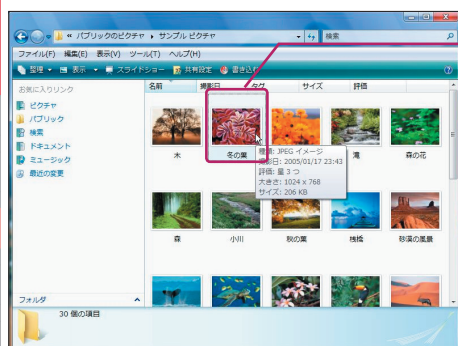 « パブリックのピクチャ ▸ サンプル ピクチャ
検索
ファイル(F) 編集(E) 表示(V) ツール(T) ヘルプ(H)
整理 表示 スライドショー 共有設定 書き込む
お気に入りリンク
ピクチャ
パブリック
検索
ドキュメント
ミュージック
最近の変更
フォルダ
名前 撮影日 タグ サイズ 評価
木 冬の葉 滝 森の花
種類: JPEG イメージ
撮影日: 2005/01/17 23:43
評価: 星 3 つ
大きさ: 1024 x 768
サイズ: 206 KB
森 小川 秋の葉 桟橋 砂漠の風景
30 個の項目